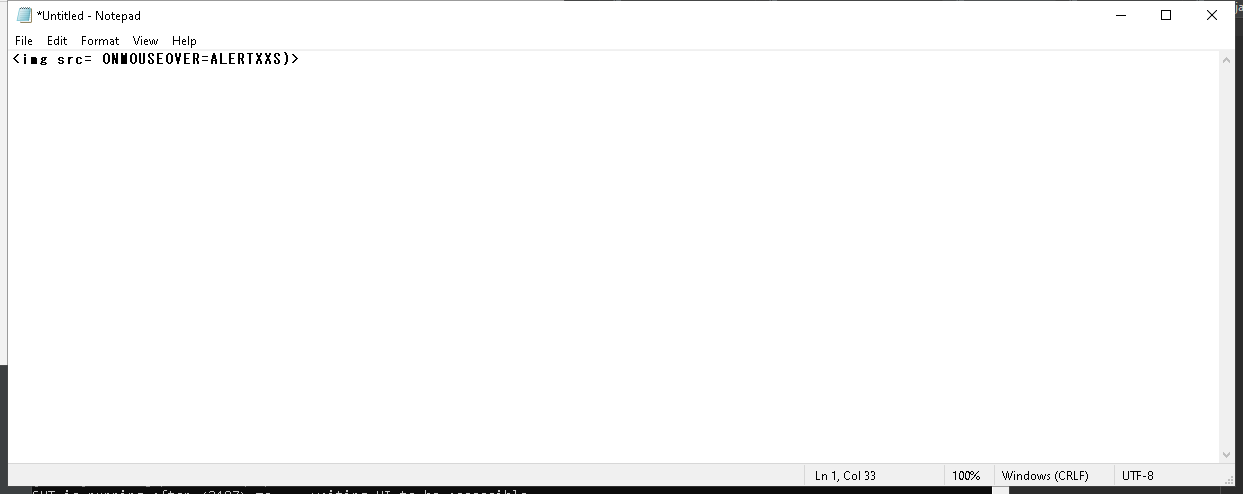 *Untitled - Notepad
File Edit Format View Help
<img src= ONMOUSEOVER=ALERTXXS)>
Ln 1, Col 33 100% Windows (CRLF) UTF-8